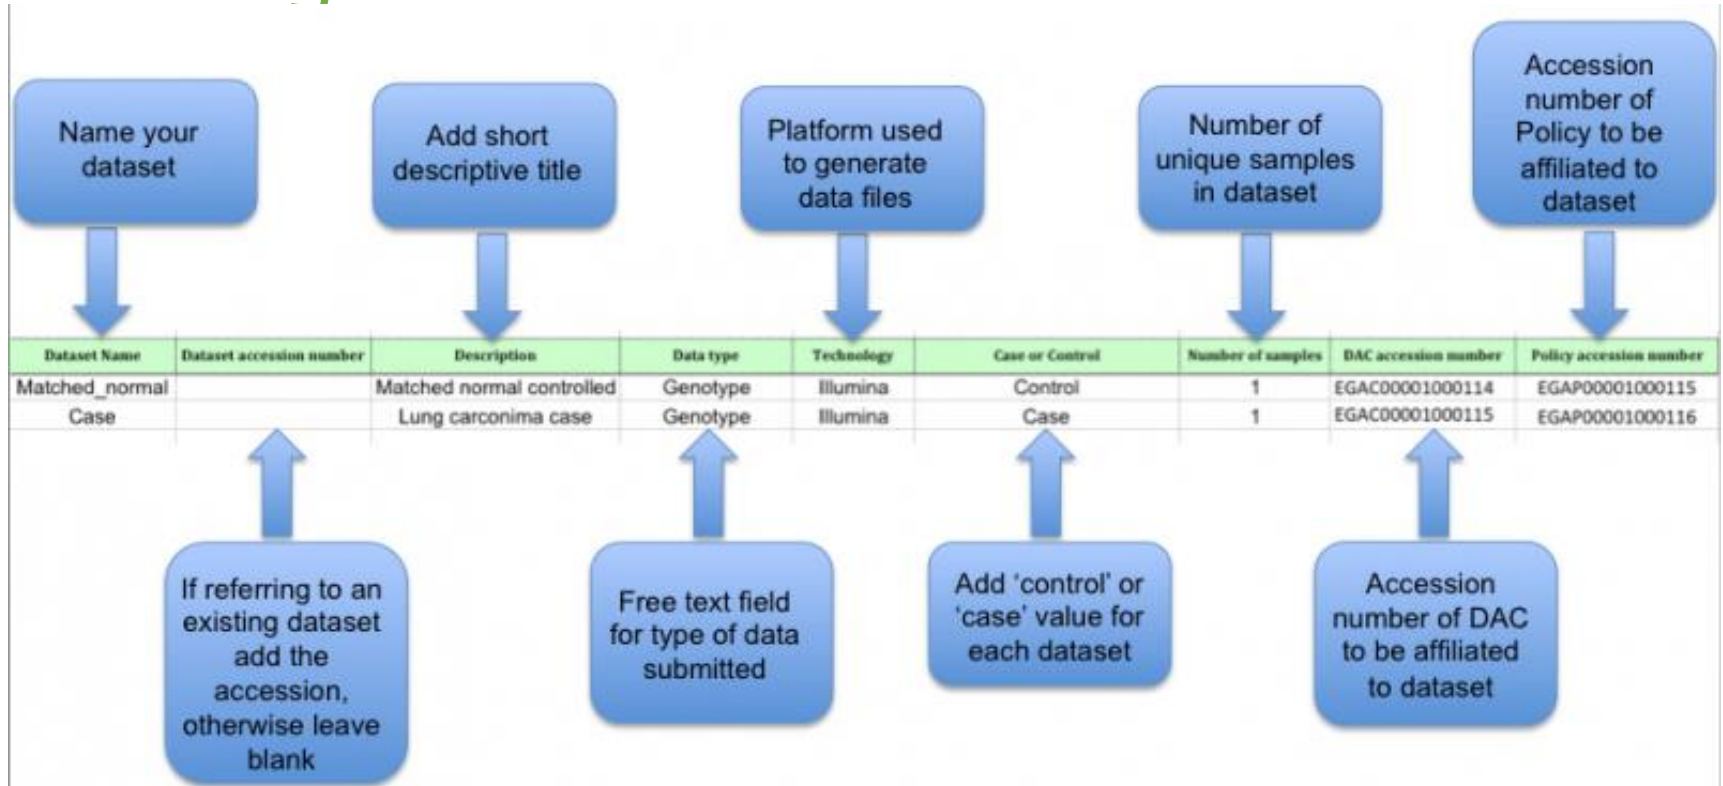 Name your
dataset
Add short
descriptive title
Platform used
to generate
data files
Number of
unique samples
in dataset
Accession
number of
Policy to be
affiliated to
dataset
Dataset Name Dataset accession number Description Data type Technology Case or Control Number of samples DAC accession number Policy accession number
Matched_normal Matched normal controlled Genotype Illumina Control 1 EGAC00001000114 EGAP00001000115
Case Lung carconima case Genotype Illumina Case 1 EGAC00001000115 EGAP00001000116
If referring to an
existing dataset
add the
accession,
otherwise leave
blank
Free text field
for type of data
submitted
Add ‘control’ or
‘case’ value for
each dataset
Accession
number of DAC
to be affiliated
to dataset